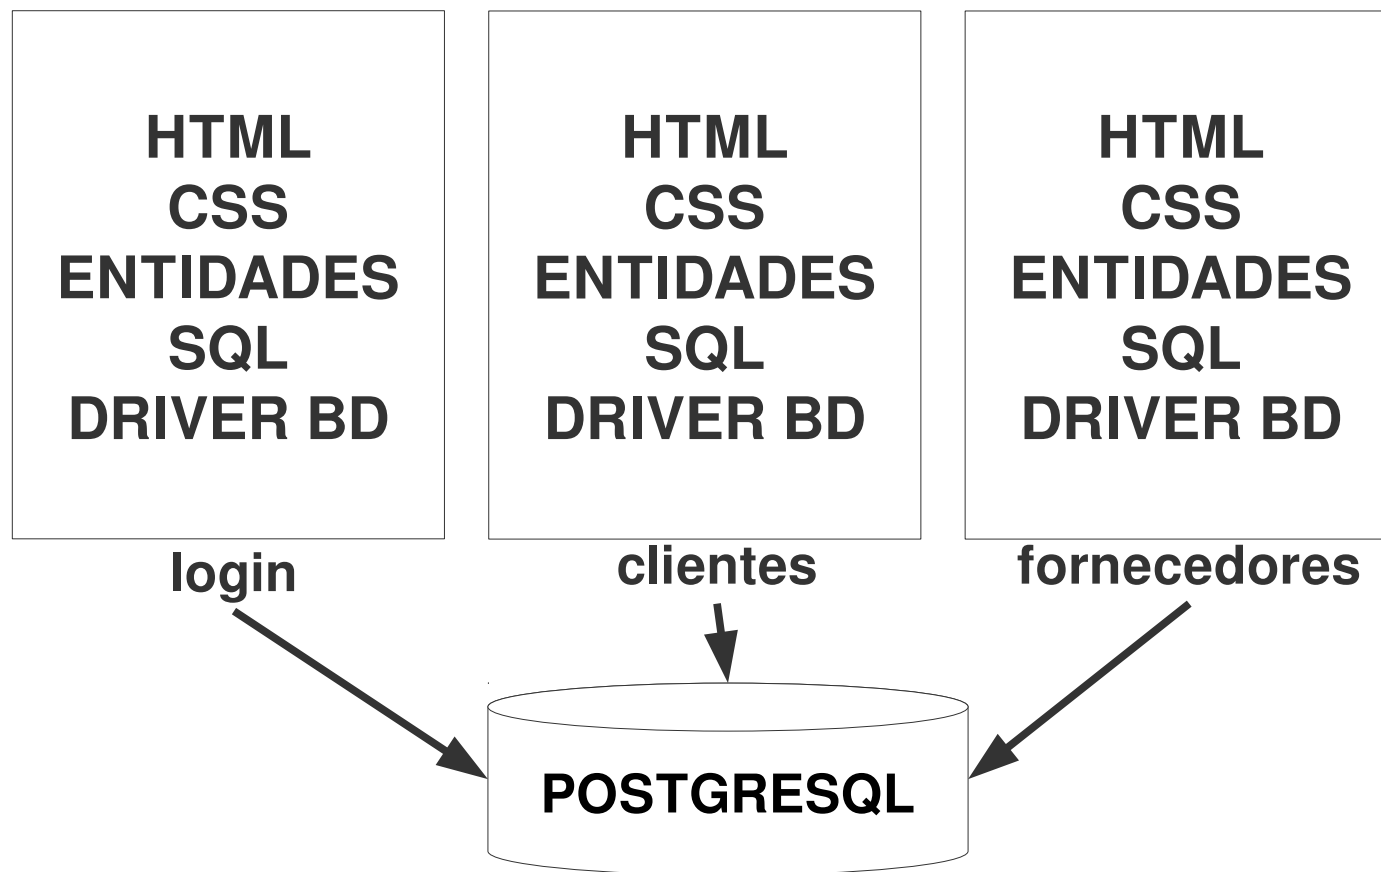 HTML
CSS
ENTIDADES
SQL
DRIVER BD
login
HTML
CSS
ENTIDADES
SQL
DRIVER BD
clientes
HTML
CSS
ENTIDADES
SQL
DRIVER BD
fornecedores
POSTGRESQL